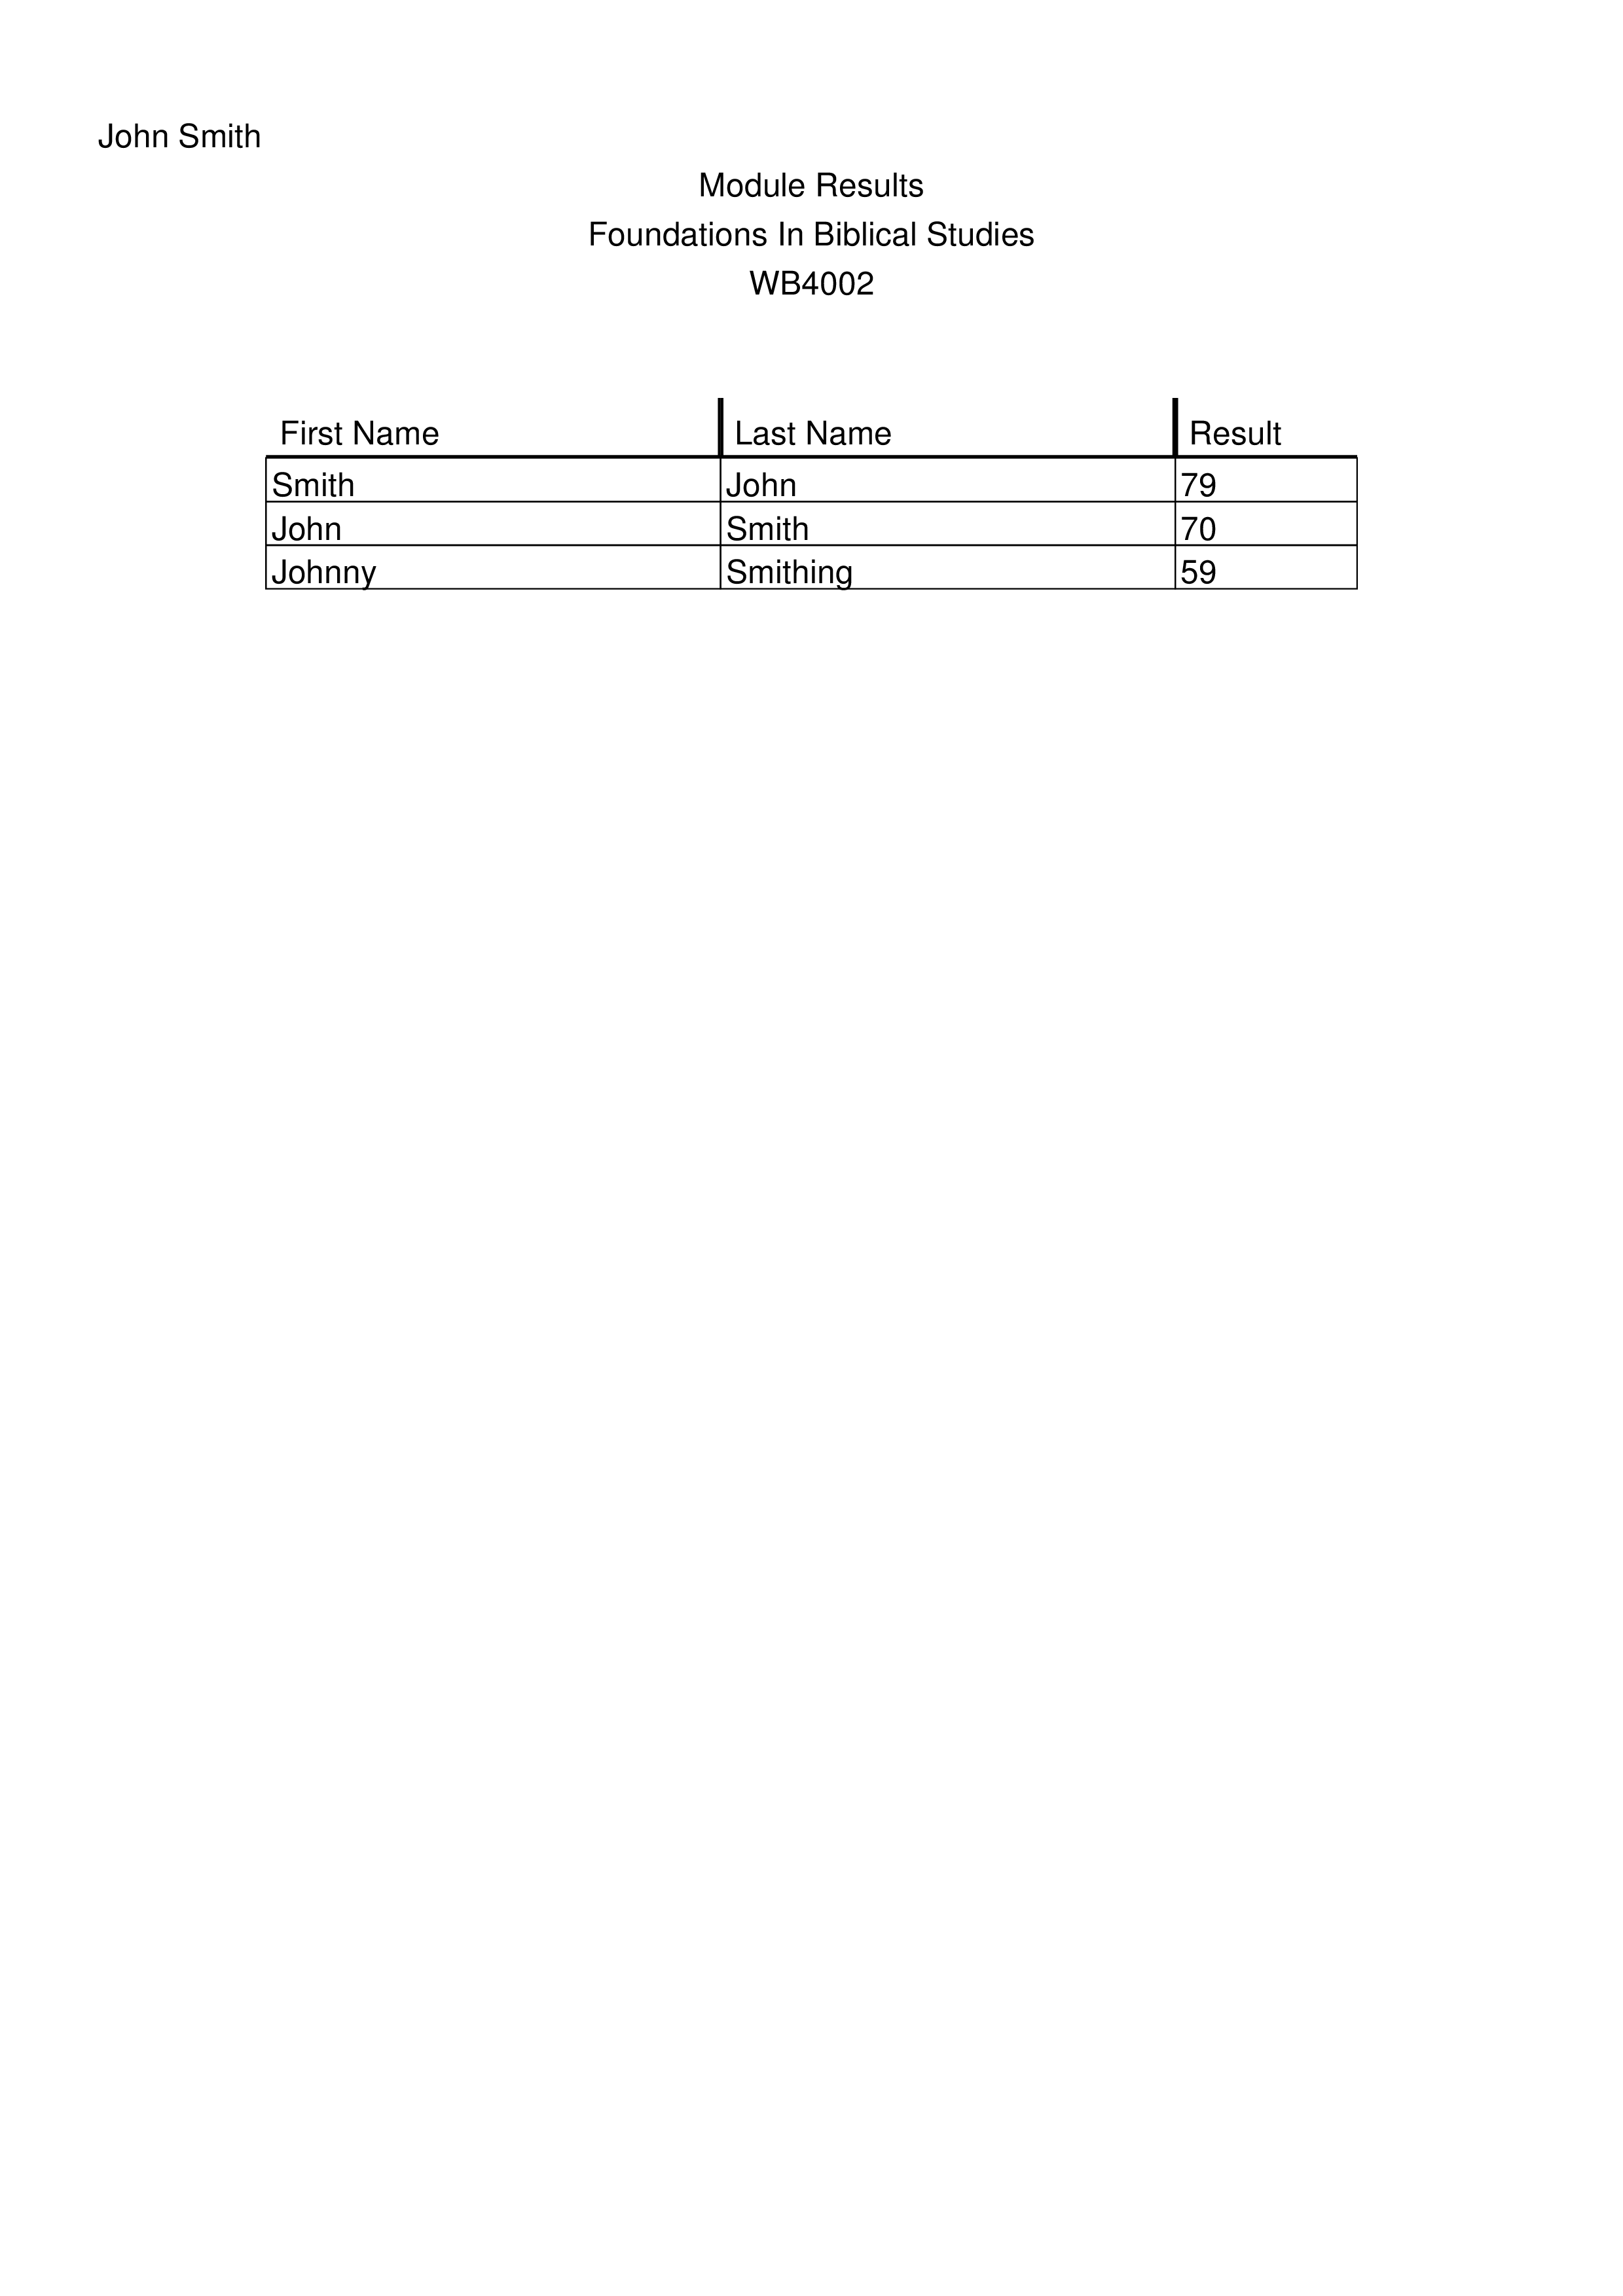 John Smith
Module Results
Foundations In Biblical Studies
WB4002
First Name Last Name Result
Smith John 79
John Smith 70
Johnny Smithing 59